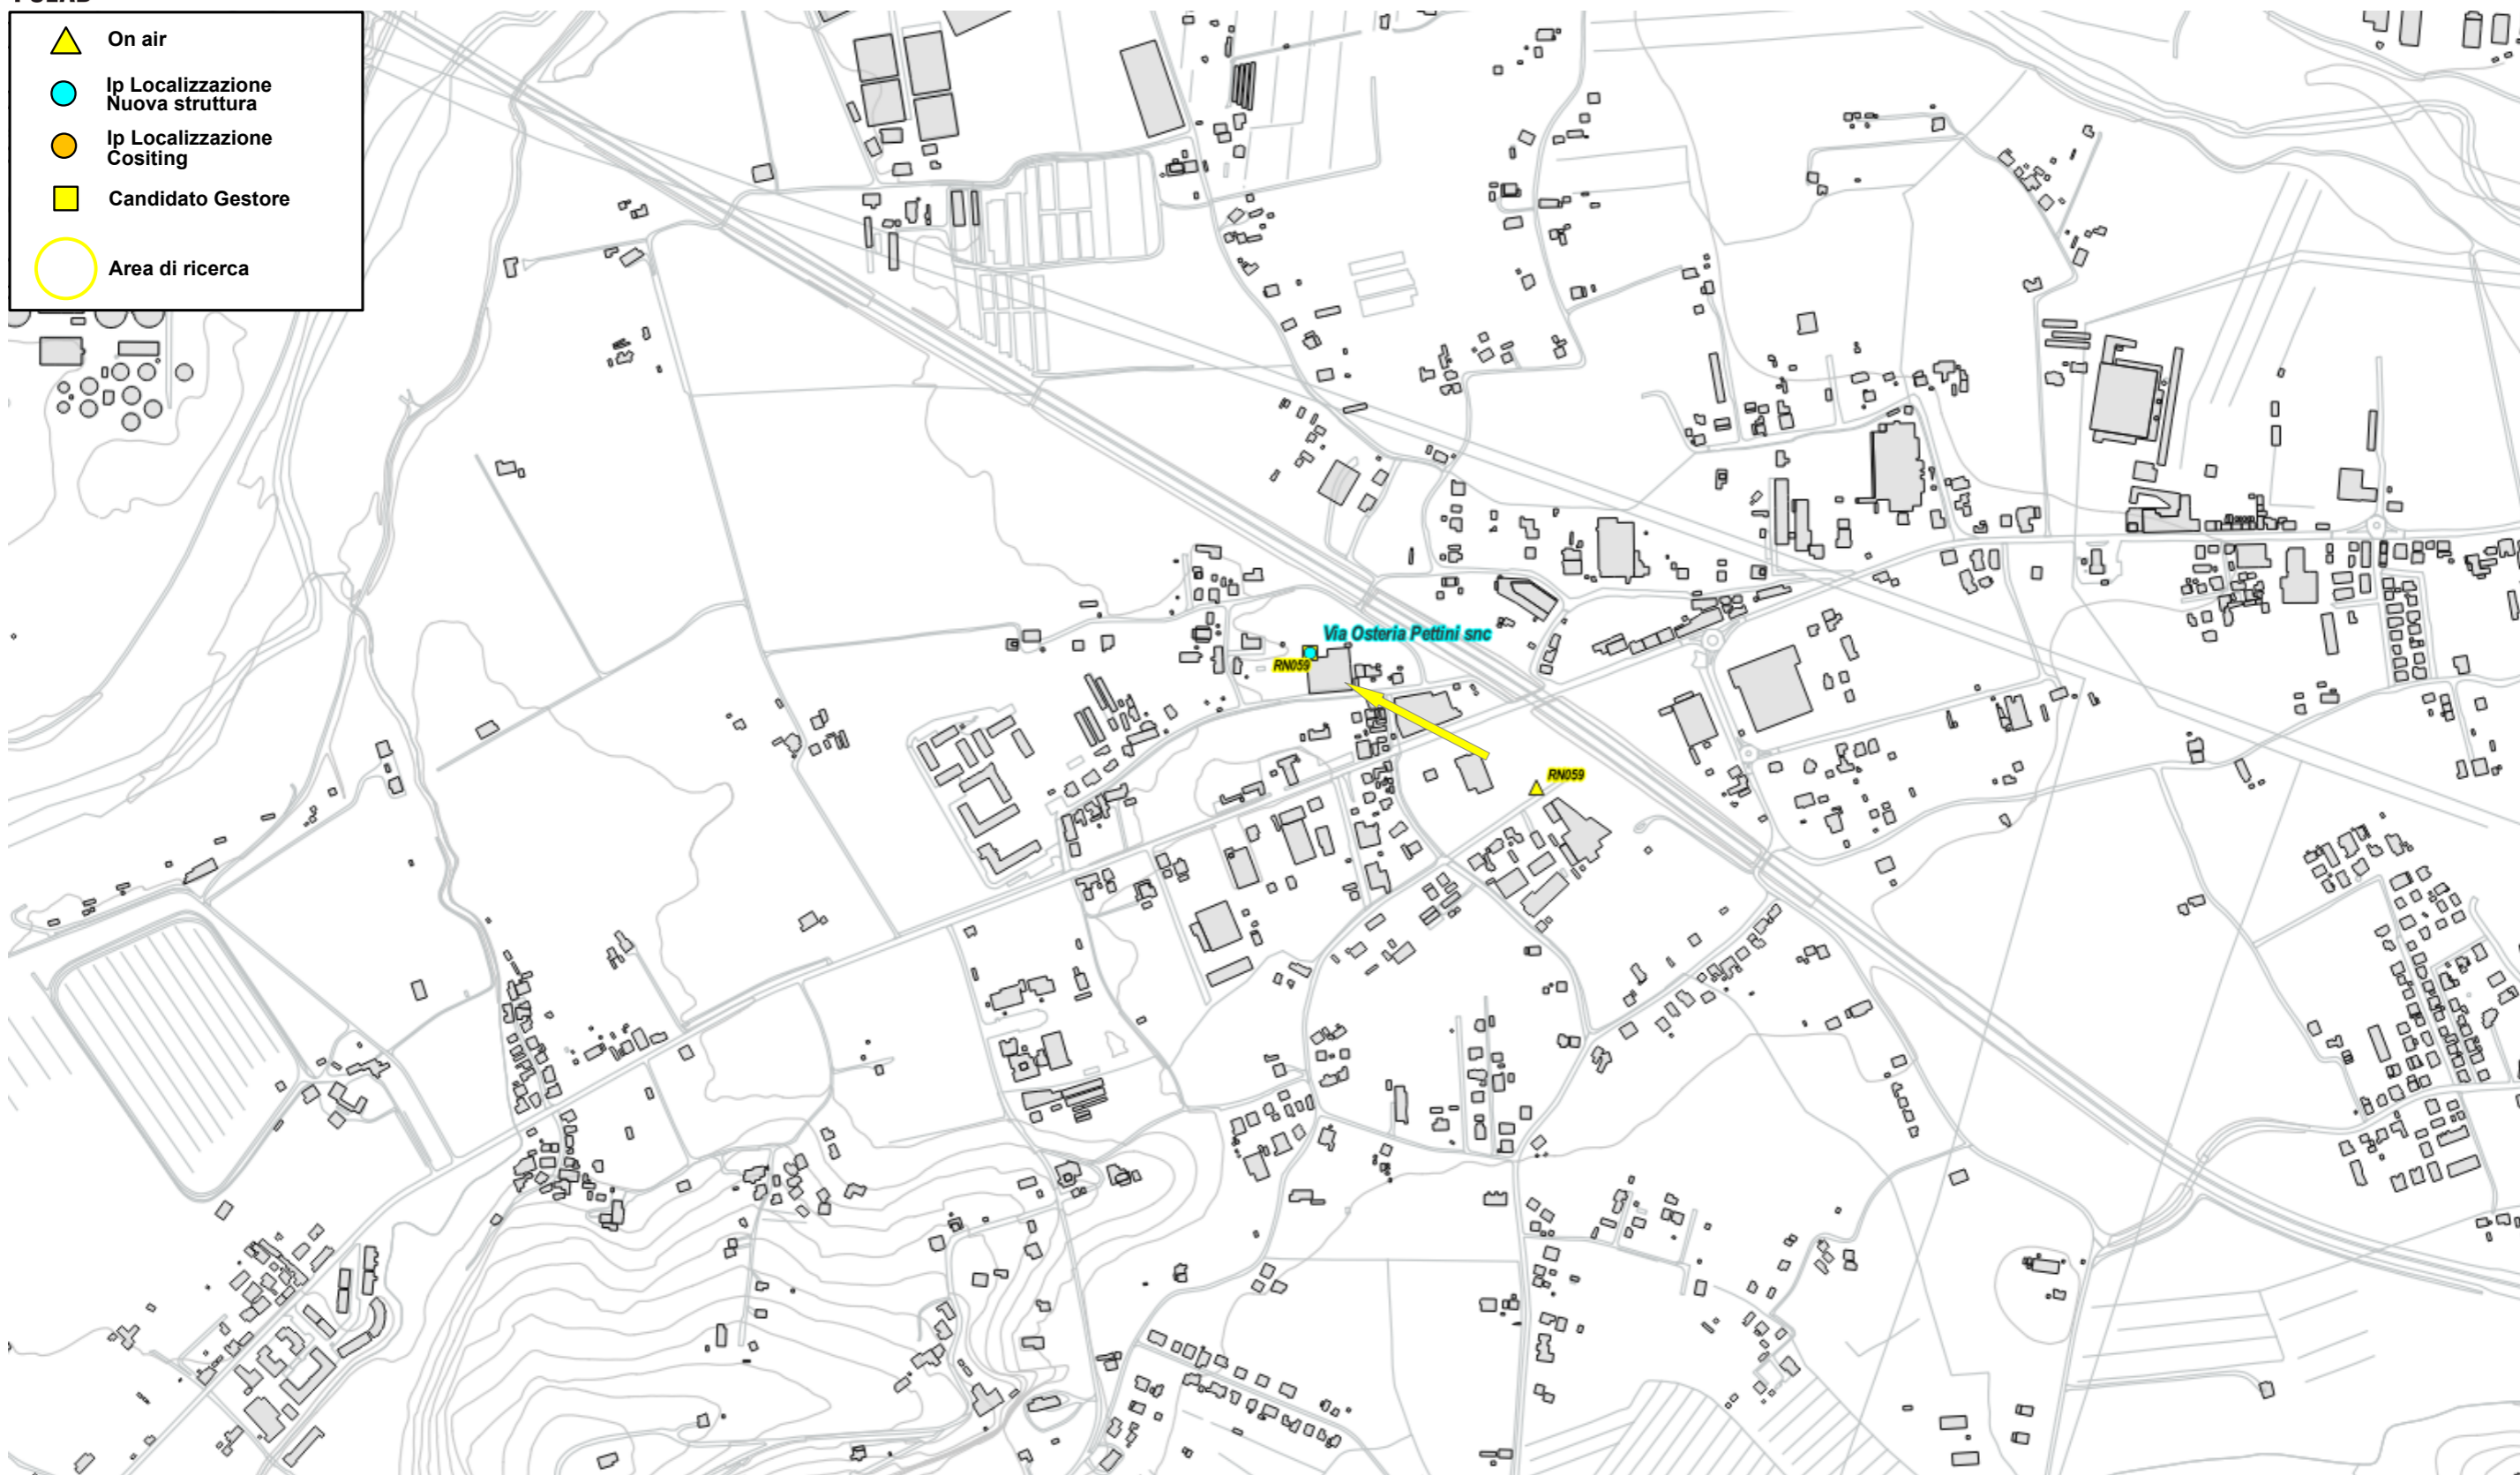 On air
Ip Localizzazione
Nuova struttura
Ip Localizzazione
Cositing
Candidato Gestore
Area di ricerca
Via Osteria Pettini snc
RN059
RN059